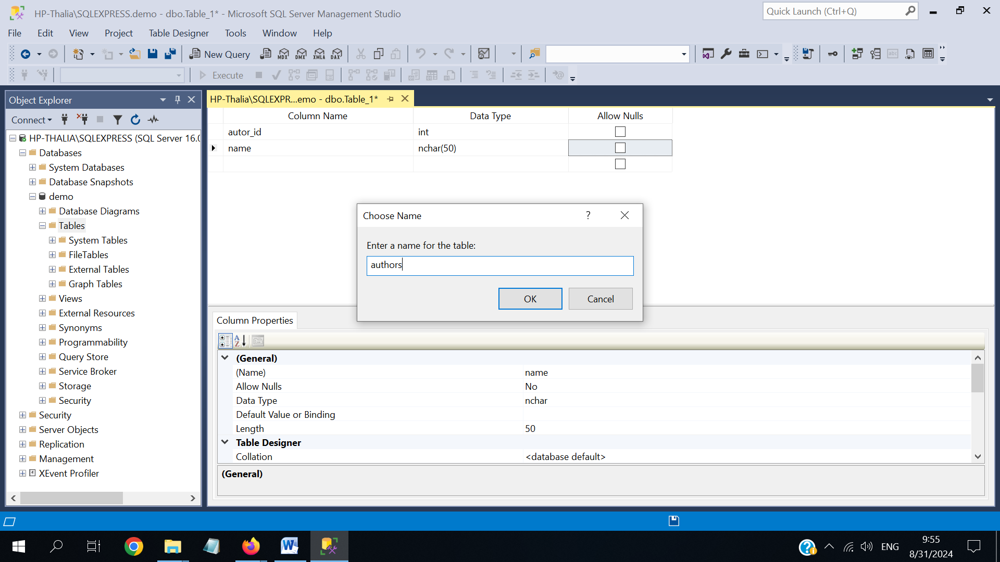 HP-Thalia\SQLEXPRESS.demo - dbo.Table_1* - Microsoft SQL Server Management Studio
Quick Launch (Ctrl+Q)
File Edit View Project Table Designer Tools Window Help
New Query MDX DMX XMLA DAX
Execute
Object Explorer
Connect
HP-THALIA\SQLEXPRESS (SQL Server 16.0
Databases
System Databases
Database Snapshots
demo
Database Diagrams
Tables
System Tables
FileTables
External Tables
Graph Tables
Views
External Resources
Synonyms
Programmability
Query Store
Service Broker
Storage
Security
Security
Server Objects
Replication
Management
XEvent Profiler
HP-Thalia\SQLEXPR...emo - dbo.Table_1*
Column Name Data Type Allow Nulls
autor_id int
name nchar(50)
Choose Name ?
Enter a name for the table:
authors
OK Cancel
Column Properties
(General)
(Name) name
Allow Nulls No
Data Type nchar
Default Value or Binding
Length 50
Table Designer
Collation <database default>
(General)
ENG
9:55
8/31/2024